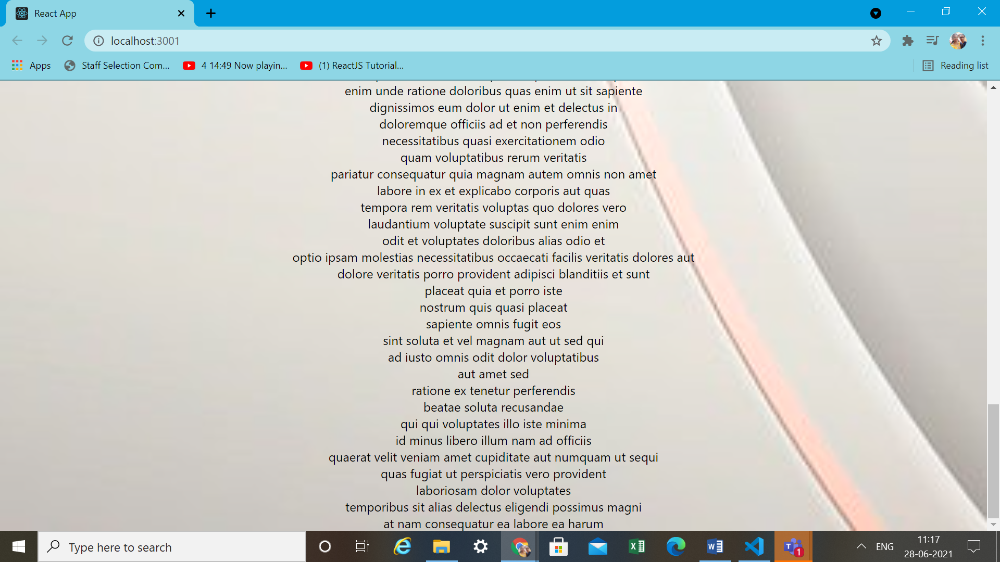 React App
localhost:3001
Apps
Staff Selection Com...
4 14:49 Now playin...
(1) ReactJS Tutorial...
Reading list
enim unde ratione doloribus quas enim ut sit sapiente
dignissimos eum dolor ut enim et delectus in
doloremque officiis ad et non perferendis
necessitatibus quasi exercitationem odio
quam voluptatibus rerum veritatis
pariatur consequatur quia magnam autem omnis non amet
labore in ex et explicabo corporis aut quas
tempora rem veritatis voluptas quo dolores vero
laudantium voluptate suscipit sunt enim enim
odit et voluptates doloribus alias odio et
optio ipsam molestias necessitatibus occaecati facilis veritatis dolores aut
dolore veritatis porro provident adipisci blanditiis et sunt
placeat quia et porro iste
nostrum quis quasi placeat
sapiente omnis fugit eos
sint soluta et vel magnam aut ut sed qui
ad iusto omnis odit dolor voluptatibus
aut amet sed
ratione ex tenetur perferendis
beatae soluta recusandae
qui qui voluptates illo iste minima
id minus libero illum nam ad officiis
quaerat velit veniam amet cupiditate aut numquam ut sequi
quas fugiat ut perspiciatis vero provident
laboriosam dolor voluptates
temporibus sit alias delectus eligendi possimus magni
at nam consequatur ea labore ea harum
Type here to search
1
ENG
11:17
28-06-2021